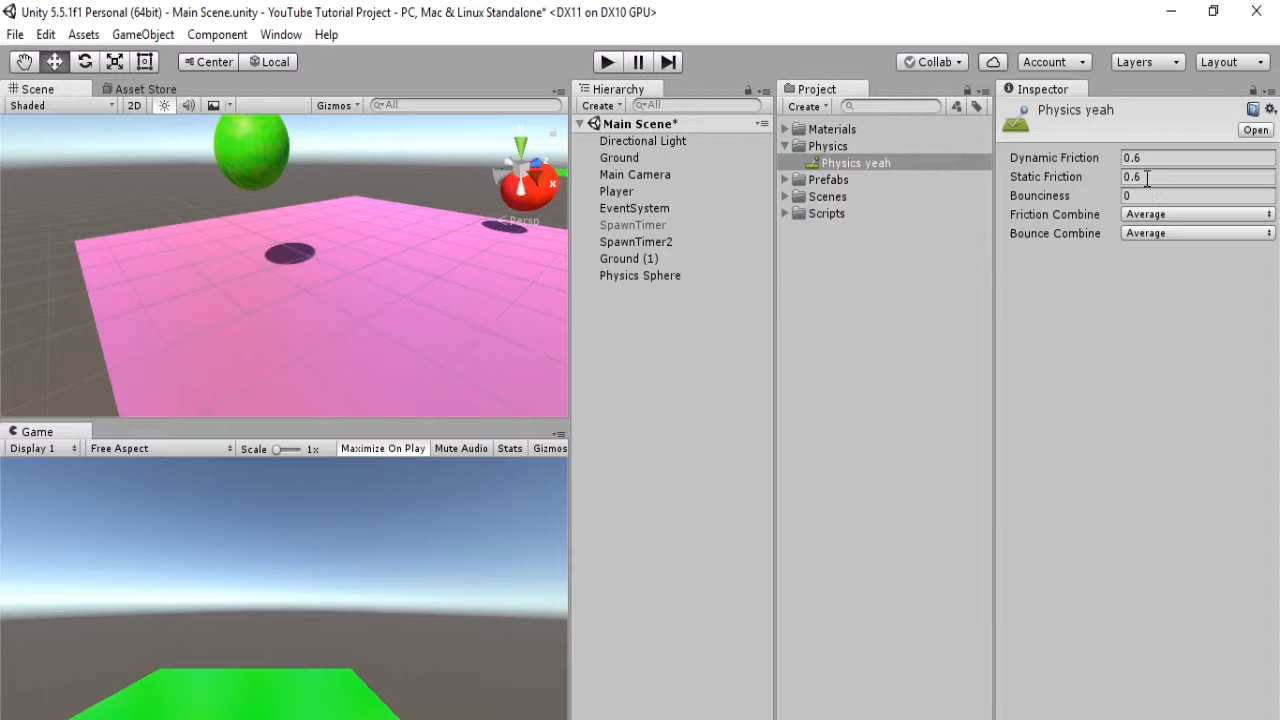 Unity 5.5.1f1 Personal (64bit) - Main Scene.unity - YouTube Tutorial Project - PC, Mac & Linux Standalone* <DX11 on DX10 GPU>
File Edit Assets GameObject Component Window Help
Center Local Collab Account Layers Layout
Scene Asset Store
Shaded 2D Gizmos All
x
z
Persp
Game
Display 1 Free Aspect Scale 1x Maximize On Play Mute Audio Stats Gizmos
Hierarchy
Create All
Main Scene*
Directional Light
Ground
Main Camera
Player
EventSystem
SpawnTimer
SpawnTimer2
Ground (1)
Physics Sphere
Project
Create
Materials
Physics
Physics yeah
Prefabs
Scenes
Scripts
Inspector
Physics yeah
Open
Dynamic Friction 0.6
Static Friction 0.6
Bounciness 0
Friction Combine Average
Bounce Combine Average